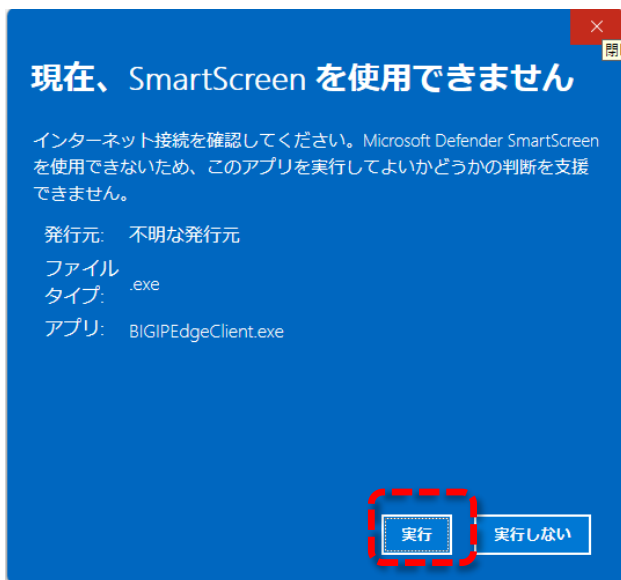 閉
現在、SmartScreen を使用できません
インターネット接続を確認してください。Microsoft Defender SmartScreen
を使用できないため、このアプリを実行してよいかどうかの判断を支援
できません。
発行元: 不明な発行元
ファイル
タイプ: .exe
アプリ: BIGIPEdgeClient.exe
実行 実行しない